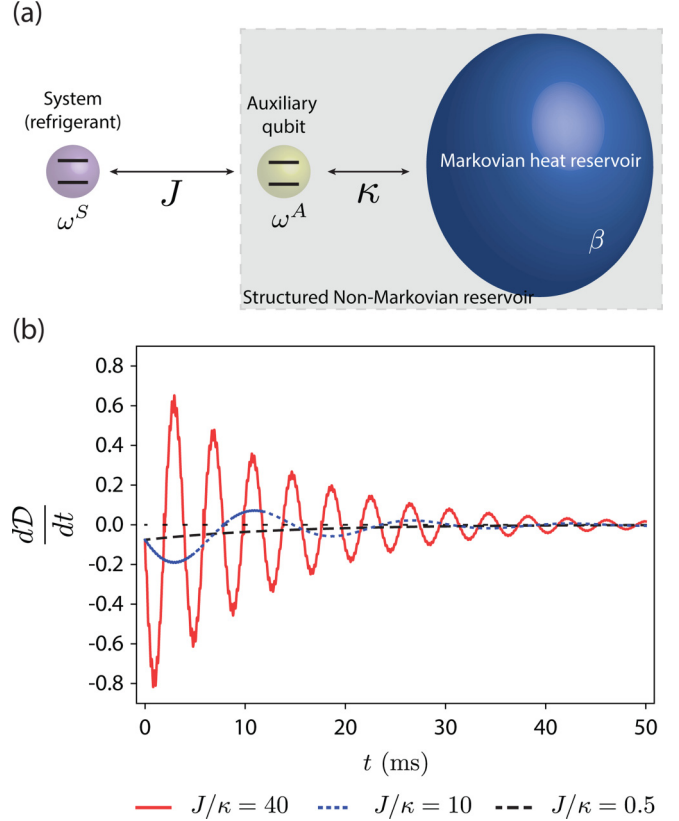 (a)
System
(refrigerant)
Auxiliary
qubit
Markovian heat reservoir
J
κ
ω^S
ω^A
β
Structured Non-Markovian reservoir
(b)
0.8
0.6
0.4
0.2
0.0
-0.2
-0.4
-0.6
-0.8
dD/dt
0 10 20 30 40 50
t (ms)
J/κ = 40 J/κ = 10 J/κ = 0.5